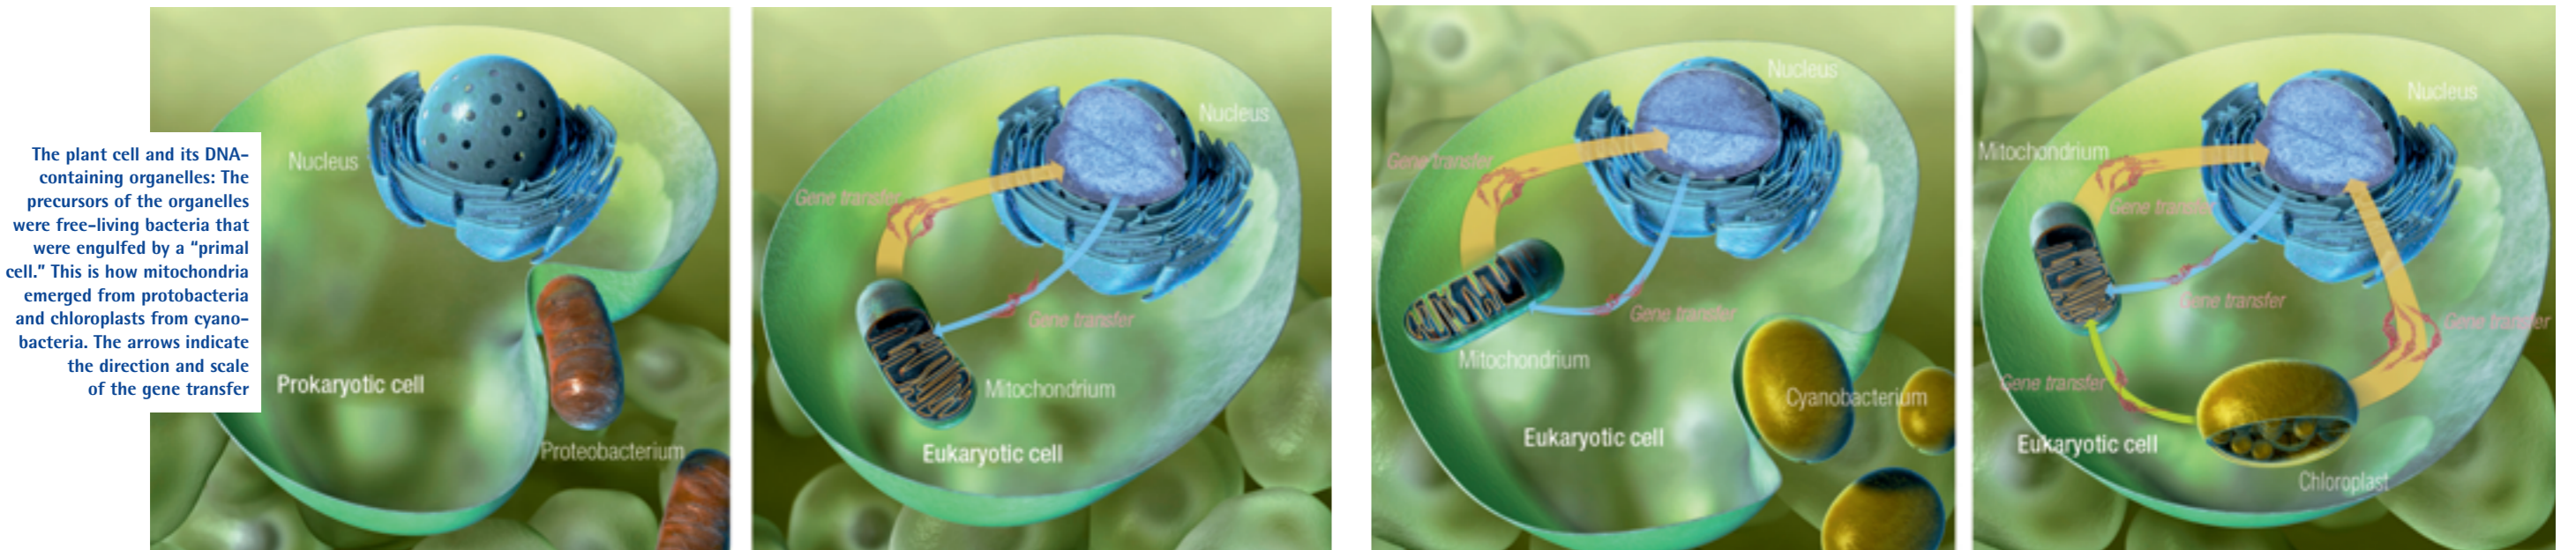 The plant cell and its DNA-
containing organelles: The
precursors of the organelles
were free-living bacteria that
were engulfed by a “primal
cell.” This is how mitochondria
emerged from protobacteria
and chloroplasts from cyano-
bacteria. The arrows indicate
the direction and scale
of the gene transfer
Nucleus
Prokaryotic cell
Proteobacterium
Nucleus
Gene transfer
Gene transfer
Mitochondrium
Eukaryotic cell
Nucleus
Gene transfer
Gene transfer
Mitochondrium
Cyanobacterium
Eukaryotic cell
Nucleus
Mitochondrium
Gene transfer
Gene transfer
Gene transfer
Gene transfer
Eukaryotic cell
Chloroplast